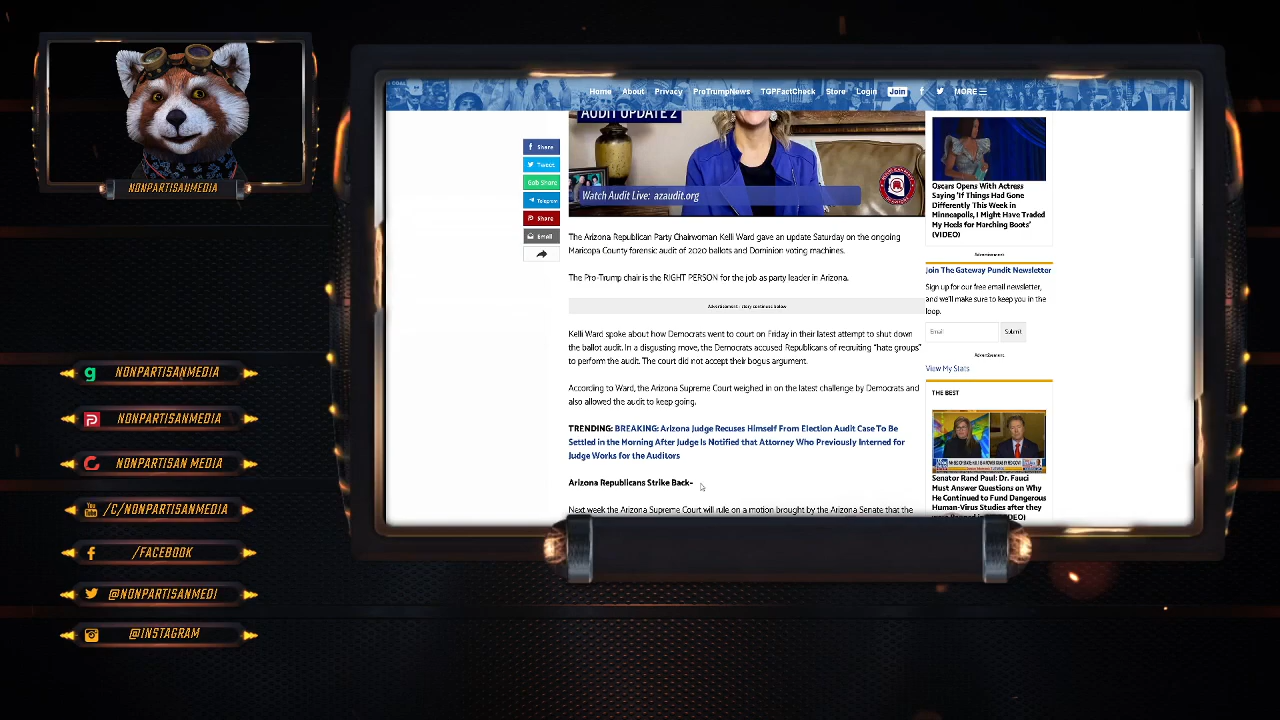 NONPARTISANMEDIA
NONPARTISANMEDIA
NONPARTISANMEDIA
NONPARTISAN MEDIA
You Tube
/C/NONPARTISANMEDIA
/FACEBOOK
@NONPARTISANMEDI
@INSTAGRAM
Home About Privacy ProTrumpNews TGPFactCheck Store Login Join MORE
AUDIT UPDATE 2
Watch Audit Live: azaudit.org
Share
Tweet
Gab Share
Telegram
Share
Email
The Arizona Republican Party Chairwoman Kelli Ward gave an update Saturday on the ongoing
Maricopa County forensic audit of 2020 ballots and Dominion voting machines.
The Pro-Trump chair is the RIGHT PERSON for the job as party leader in Arizona.
Advertisement - story continues below
Kelli Ward spoke about how Democrats went to court on Friday in their latest attempt to shut down
the ballot audit. In a disgusting move, the Democrats accused Republicans of recruiting “hate groups”
to perform the audit. The court did not accept their bogus argument.
According to Ward, the Arizona Supreme Court weighed in on the latest challenge by Democrats and
also allowed the audit to keep going.
TRENDING: BREAKING: Arizona Judge Recuses Himself From Election Audit Case To Be
Settled in the Morning After Judge Is Notified that Attorney Who Previously Interned for
Judge Works for the Auditors
Arizona Republicans Strike Back–
Next week the Arizona Supreme Court will rule on a motion brought by the Arizona Senate that the
Oscars Opens With Actress
Saying 'If Things Had Gone
Differently This Week in
Minneapolis, I Might Have Traded
My Heels for Marching Boots'
(VIDEO)
Advertisement
Join The Gateway Pundit Newsletter
Sign up for our free email newsletter,
and we'll make sure to keep you in the
loop.
Email Submit
Advertisement
View My Stats
THE BEST
Senator Rand Paul: Dr. Fauci
Must Answer Questions on Why
He Continued to Fund Dangerous
Human-Virus Studies after they